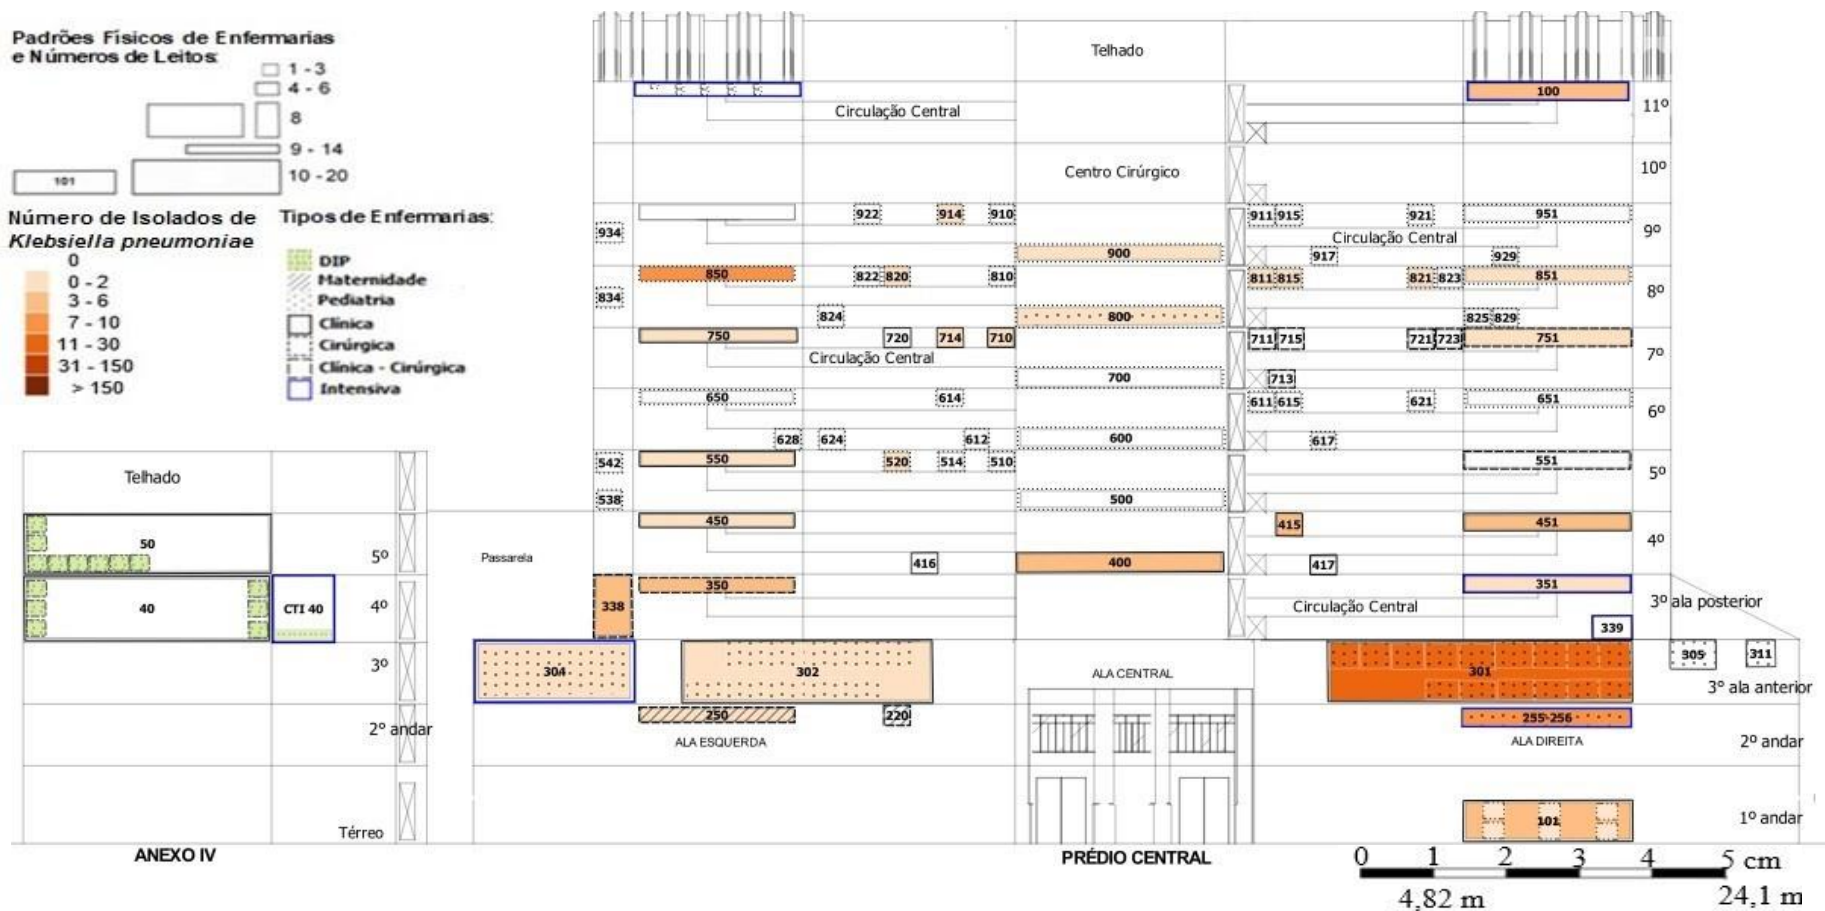 Padrões Físicos de Enfermarias
e Números de Leitos:
1 - 3
4 - 6
8
9 - 14
101
10 - 20
Número de Isolados de
Klebsiella pneumoniae
0
0 - 2
3 - 6
7 - 10
11 - 30
31 - 150
> 150
Tipos de Enfermarias:
DIP
Maternidade
Pediatria
Clínica
Cirúrgica
Clínica - Cirúrgica
Intensiva
Telhado
Circulação Central
100
11º
Centro Cirúrgico
10º
922
914
910
911
915
921
951
934
Circulação Central
9º
900
917
929
850
822
820
810
811
815
821
823
851
834
8º
824
800
825
829
750
720
714
710
711
715
721
723
751
Circulação Central
7º
700
713
650
614
611
615
621
651
6º
628
624
612
600
617
542
550
520
514
510
551
5º
538
500
450
415
451
4º
416
400
417
Passarela
338
350
351
Circulação Central
3º ala posterior
339
304
302
ALA CENTRAL
301
305
311
3º ala anterior
250
220
255-256
ALA ESQUERDA
ALA DIREITA
2º andar
101
1º andar
Telhado
50
5º
40
CTI 40
4º
3º
2º andar
Térreo
ANEXO IV
PRÉDIO CENTRAL
0 1 2 3 4 5 cm
4,82 m
24,1 m